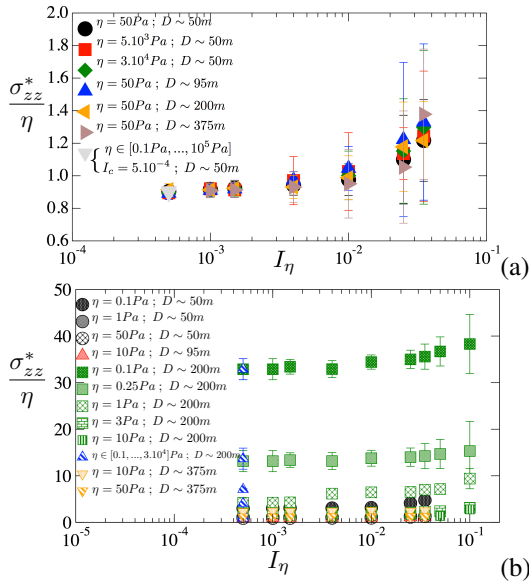 2.0
1.8
1.6
1.4
1.2
1.0
0.8
0.6
σ*zz
η
η = 50Pa ; D ∼ 50m
η = 5.10³Pa ; D ∼ 50m
η = 3.10⁴Pa ; D ∼ 50m
η = 50Pa ; D ∼ 95m
η = 50Pa ; D ∼ 200m
η = 50Pa ; D ∼ 375m
{ η ∈ [0.1Pa, ..., 10⁵Pa]
I_c = 5.10⁻⁴ ; D ∼ 50m
10⁻⁴ 10⁻³ 10⁻² 10⁻¹
I_η
(a)
50
40
30
20
10
0
σ*zz
η
η = 0.1Pa ; D ∼ 50m
η = 1Pa ; D ∼ 50m
η = 50Pa ; D ∼ 50m
η = 10Pa ; D ∼ 95m
η = 0.1Pa ; D ∼ 200m
η = 0.25Pa ; D ∼ 200m
η = 1Pa ; D ∼ 200m
η = 3Pa ; D ∼ 200m
η = 10Pa ; D ∼ 200m
η ∈ [0.1, ..., 3.10⁴]Pa ; D ∼ 200m
η = 10Pa ; D ∼ 375m
η = 50Pa ; D ∼ 375m
10⁻⁵ 10⁻⁴ 10⁻³ 10⁻² 10⁻¹
I_η
(b)